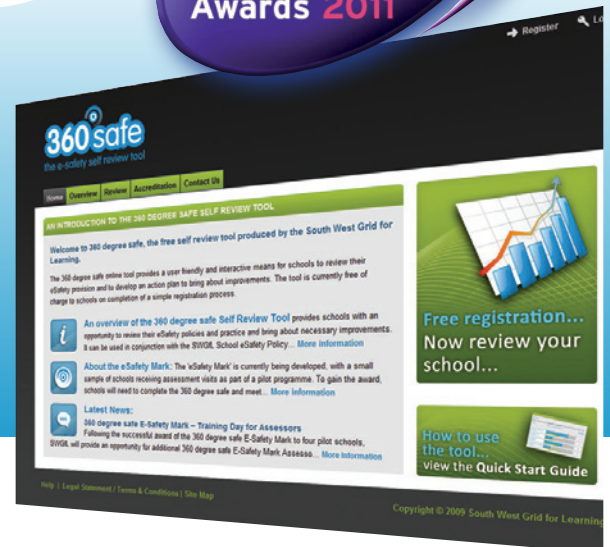 Awards 2011
Register
360 safe
the e-safety self review tool
Home Overview Review Accreditation Contact Us
AN INTRODUCTION TO THE 360 DEGREE SAFE SELF REVIEW TOOL
Welcome to 360 degree safe, the free self review tool produced by the South West Grid for
Learning.
The 360 degree safe online tool provides a user friendly and interactive means for schools to review their
eSafety provision and to develop an action plan to bring about improvements. The tool is currently free of
charge to schools on completion of a simple registration process.
An overview of the 360 degree safe Self Review Tool provides schools with an
opportunity to review their eSafety policies and practice and bring about necessary improvements.
It can be used in conjunction with the SWGfL School eSafety Policy... More information
About the eSafety Mark: The 'eSafety Mark' is currently being developed, with a small
sample of schools receiving assessment visits as part of a pilot programme. To gain the award,
schools will need to complete the 360 degree safe and meet... More information
Latest News:
360 degree safe E-Safety Mark – Training Day for Assessors
Following the successful award of the 360 degree safe E-Safety Mark to four pilot schools,
SWGfL will provide an opportunity for additional 360 degree safe E-Safety Mark Assesso... More information
Free registration...
Now review your
school...
How to use
the tool...
view the Quick Start Guide
Help | Legal Statement / Terms & Conditions | Site Map
Copyright © 2009 South West Grid for Learning